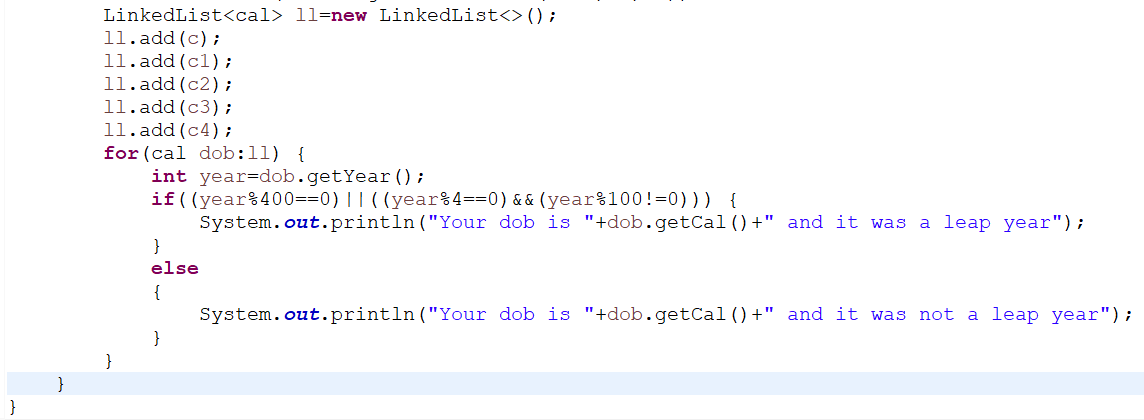 LinkedList<cal> ll=new LinkedList<>();
ll.add(c);
ll.add(c1);
ll.add(c2);
ll.add(c3);
ll.add(c4);
for(cal dob:ll) {
int year=dob.getYear();
if((year%400==0)||((year%4==0)&&(year%100!=0))) {
System.out.println("Your dob is "+dob.getCal()+" and it was a leap year");
}
else
{
System.out.println("Your dob is "+dob.getCal()+" and it was not a leap year");
}
}
}
}